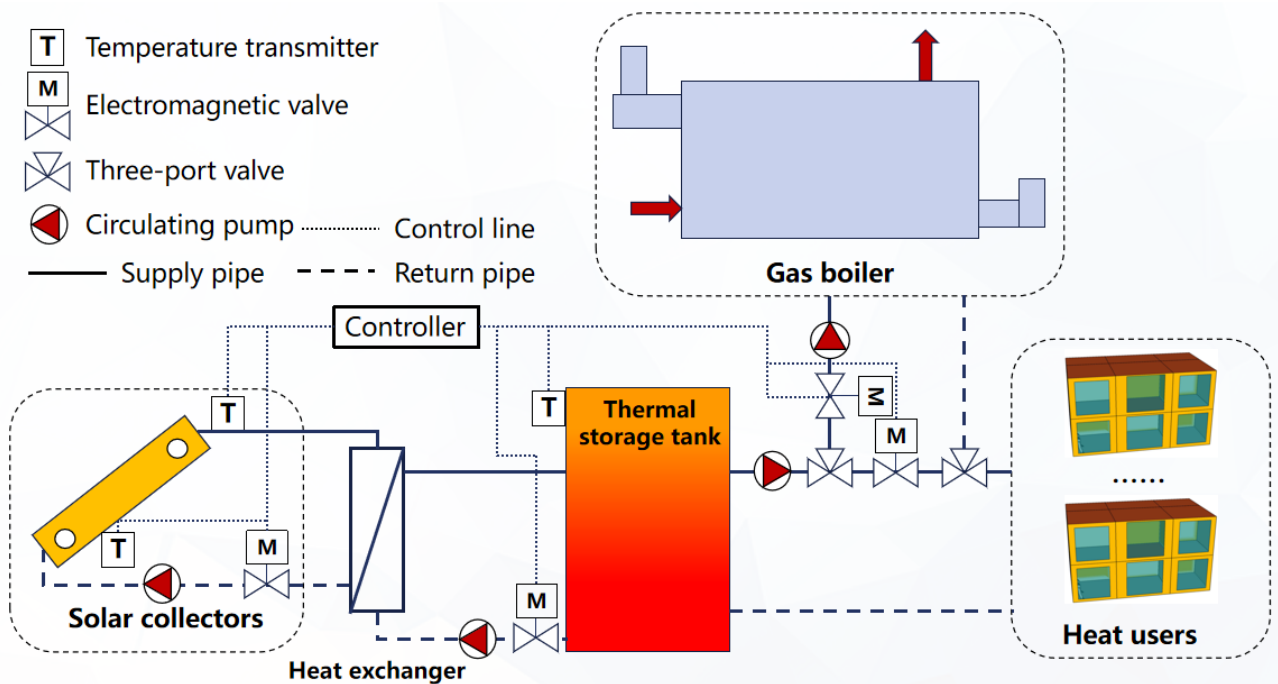 T Temperature transmitter
M
Electromagnetic valve
Three-port valve
Circulating pump
Control line
Supply pipe
Return pipe
Gas boiler
Controller
T
T
M
Solar collectors
Heat exchanger
M
T
Thermal
storage tank
M
M
......
Heat users